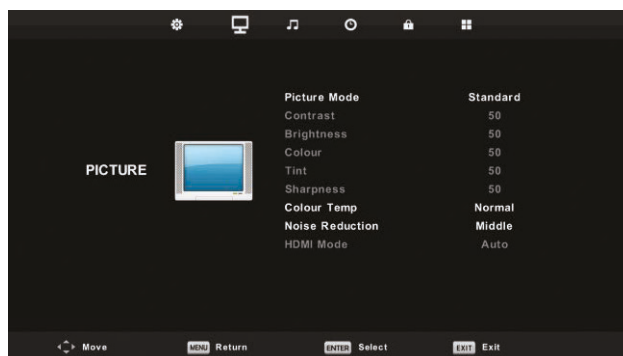 Picture Mode Standard
Contrast 50
Brightness 50
Colour 50
Tint 50
PICTURE
Sharpness 50
Colour Temp Normal
Noise Reduction Middle
HDMI Mode Auto
Move MENU Return ENTER Select EXIT Exit